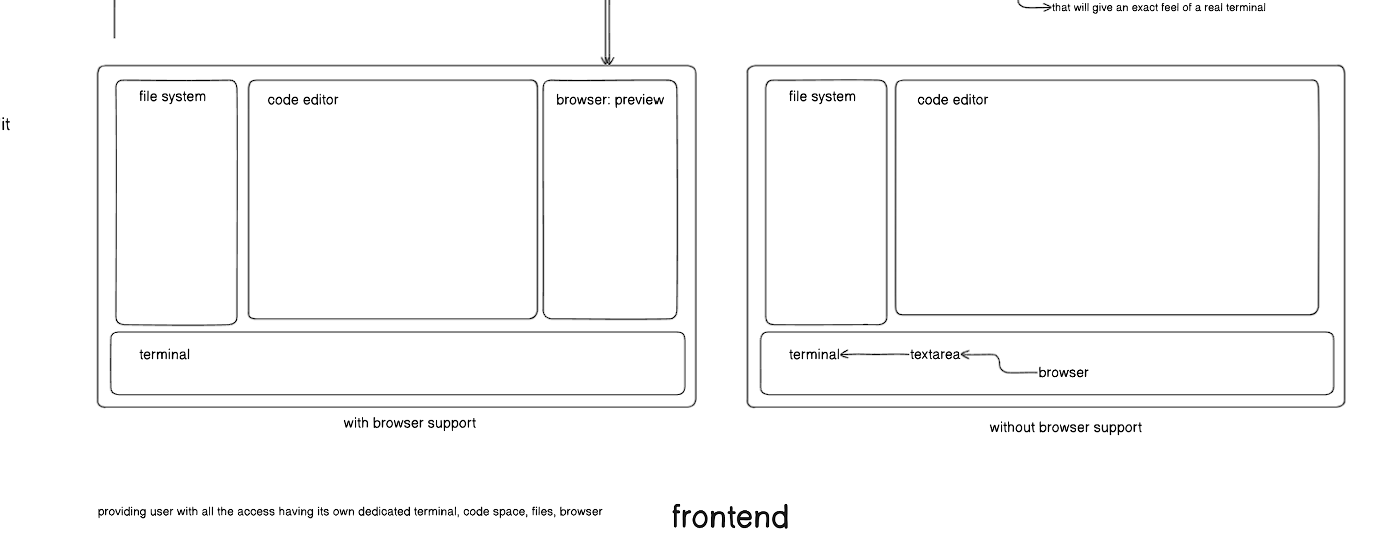 that will give an exact feel of a real terminal
it
file system
code editor
browser: preview
terminal
with browser support
file system
code editor
terminal
textarea
browser
without browser support
providing user with all the access having its own dedicated terminal, code space, files, browser
frontend